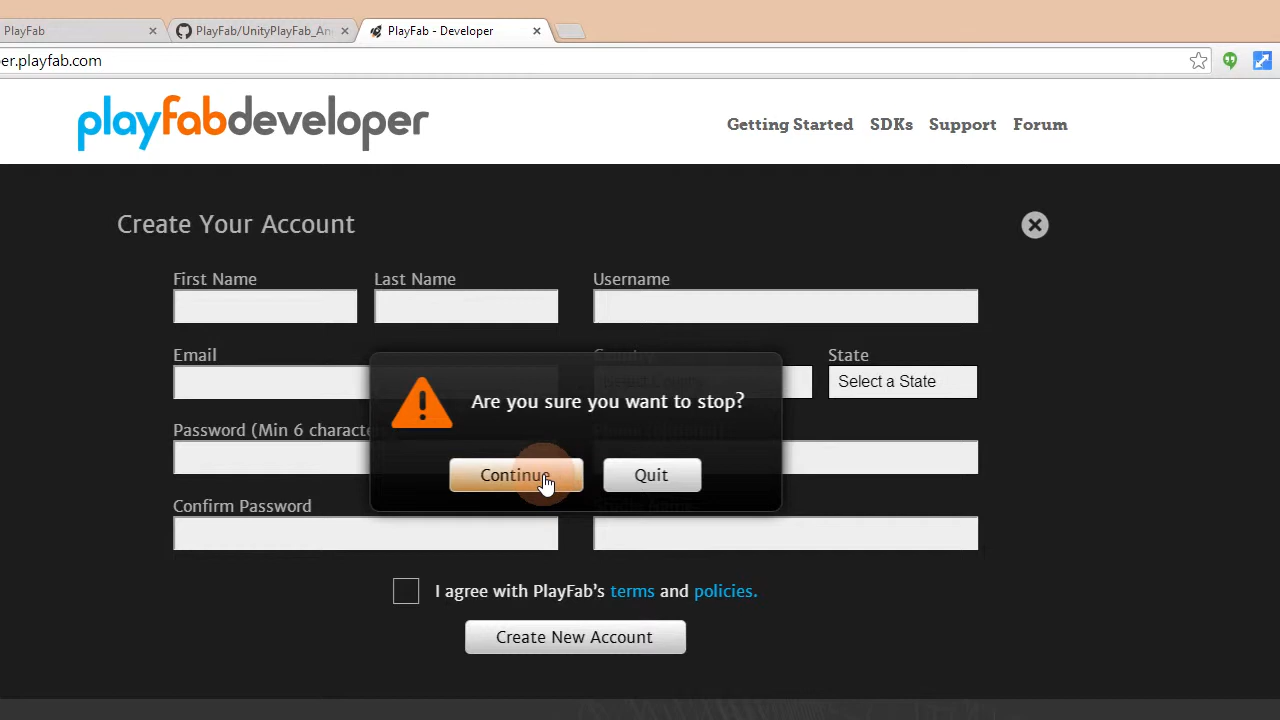 PlayFab
PlayFab/UnityPlayFab_An
PlayFab - Developer
er.playfab.com
playfabdeveloper
Getting Started SDKs Support Forum
Create Your Account
First Name Last Name Username
Email Country State
Select a State
Are you sure you want to stop?
Password (Min 6 character
Continue Quit
Confirm Password
I agree with PlayFab's terms and policies.
Create New Account